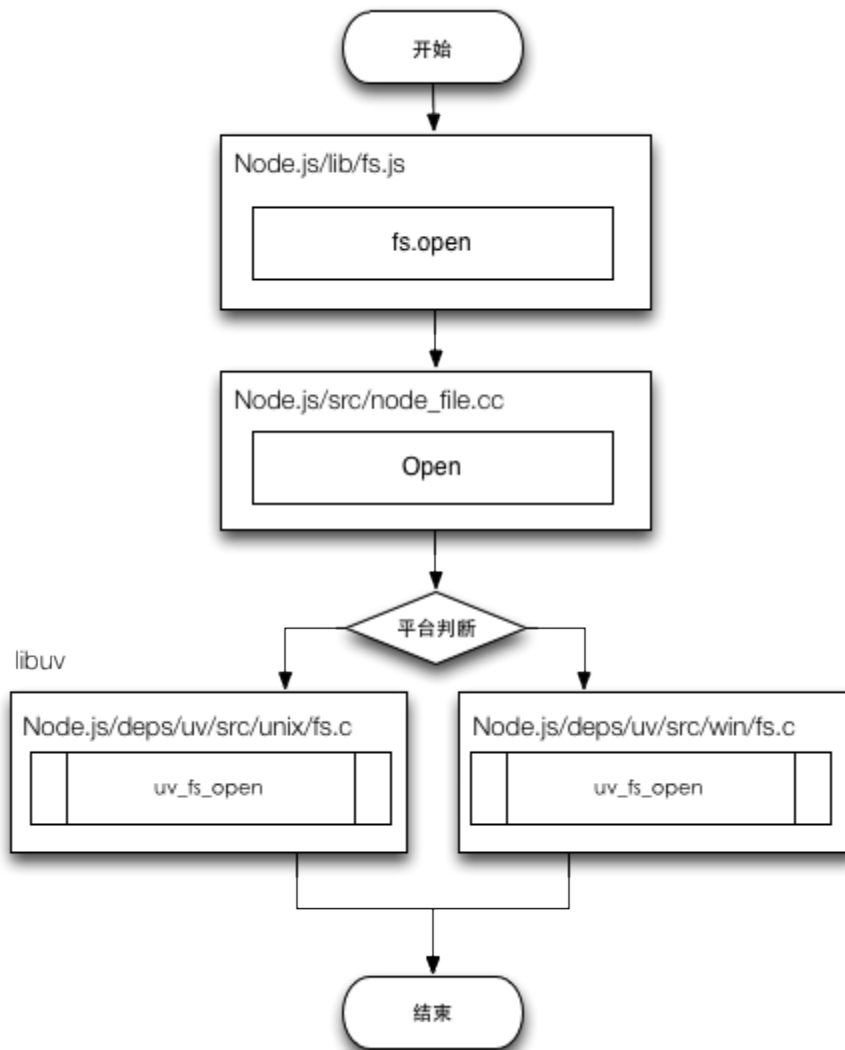 开始
Node.js/lib/fs.js
fs.open
Node.js/src/node_file.cc
Open
平台判断
libuv
Node.js/deps/uv/src/unix/fs.c
uv_fs_open
Node.js/deps/uv/src/win/fs.c
uv_fs_open
结束